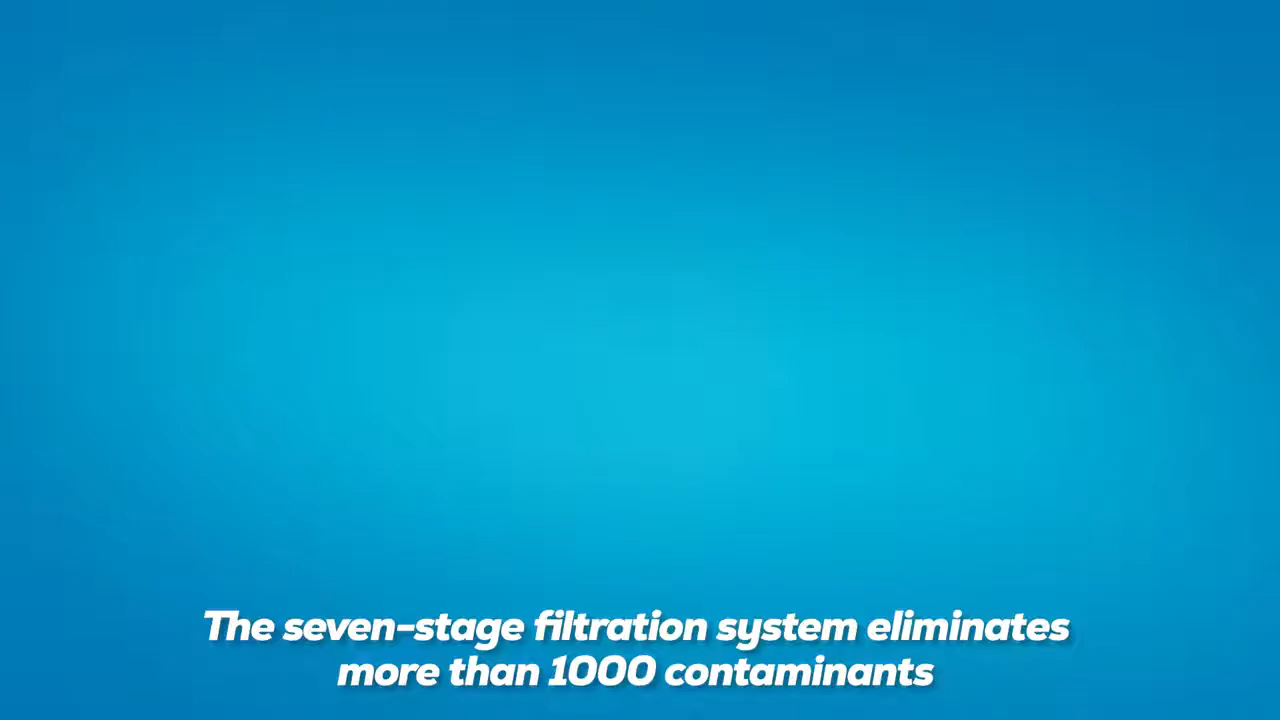 The seven-stage filtration system eliminates
more than 1000 contaminants